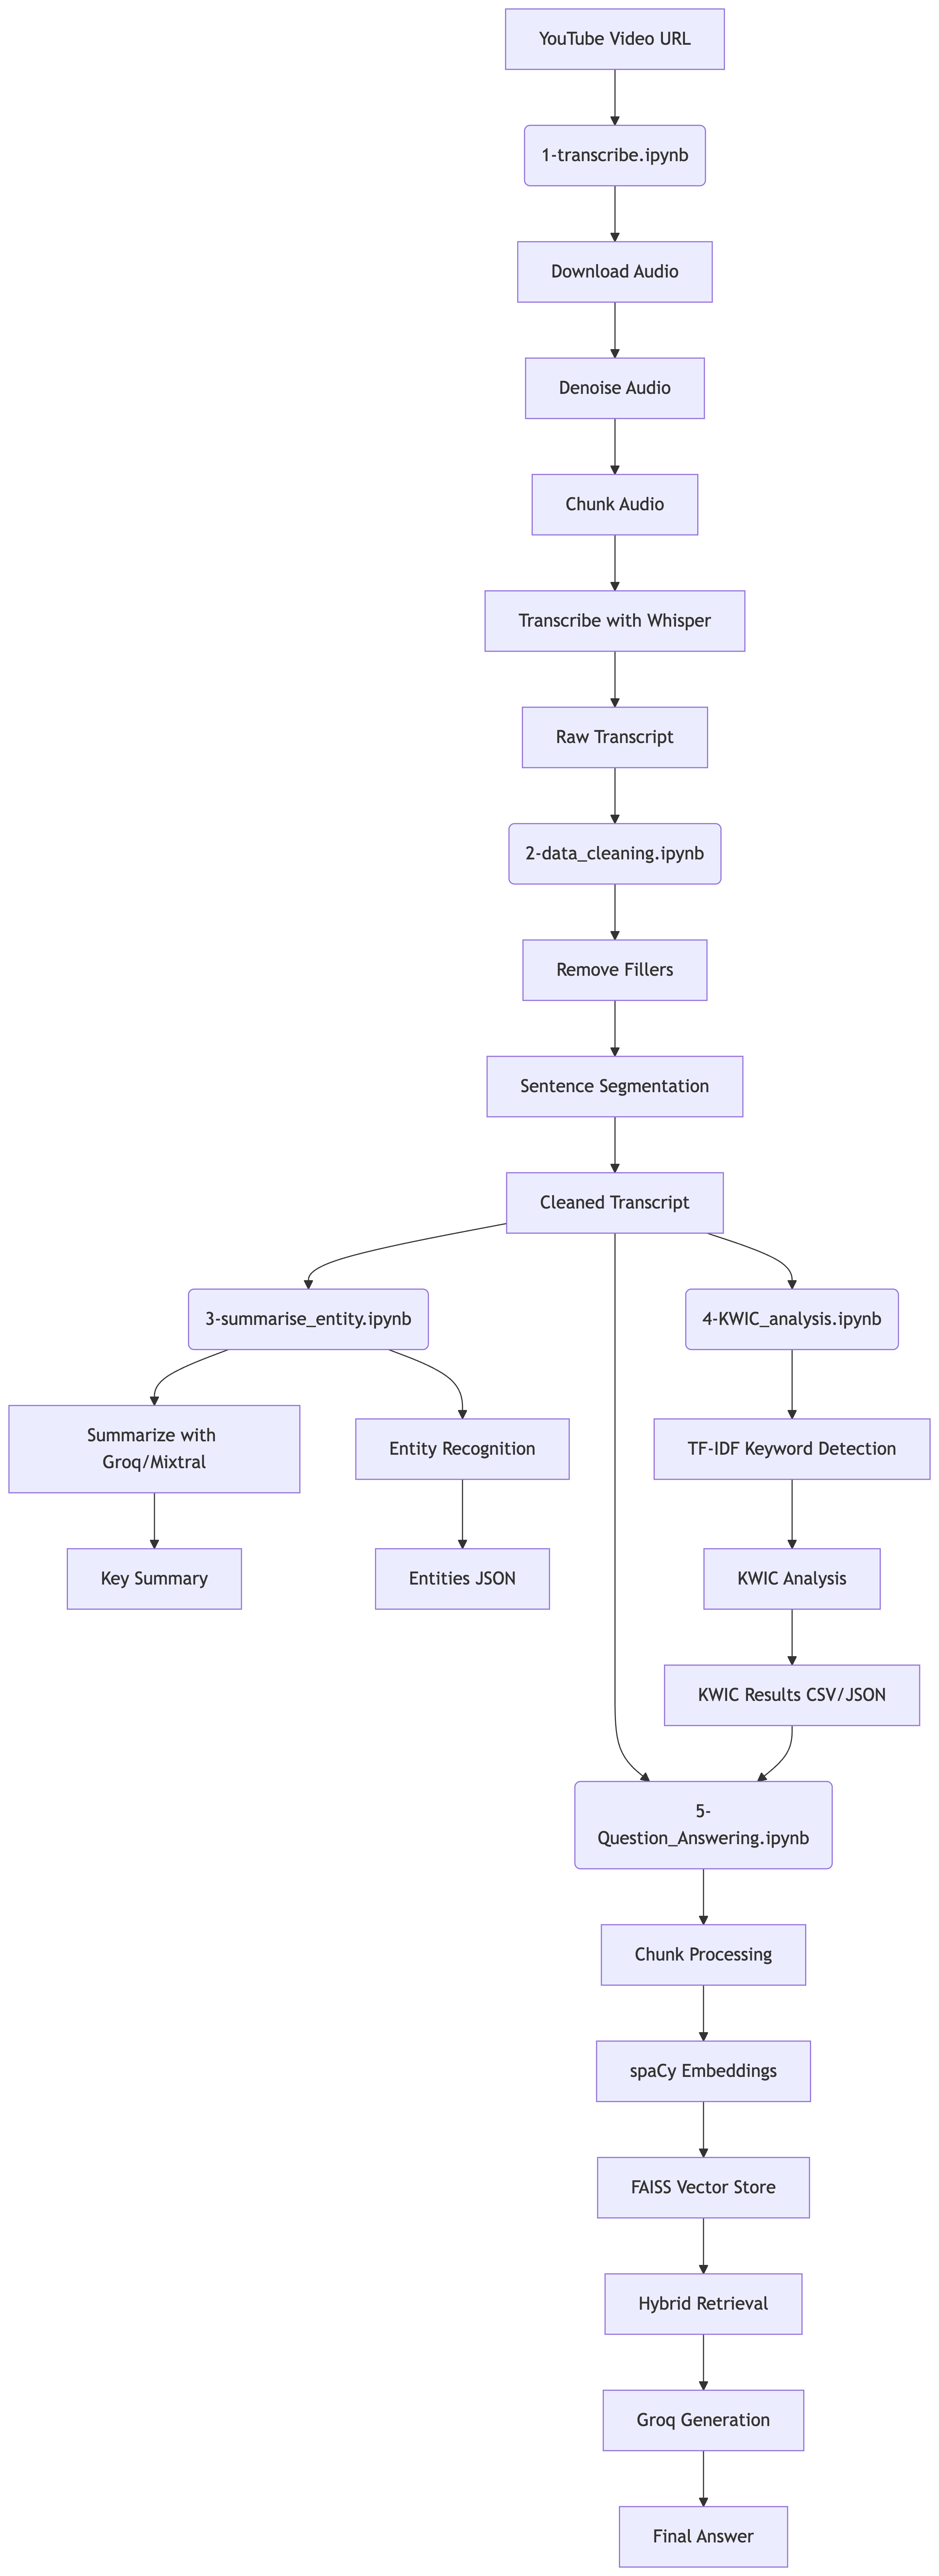 YouTube Video URL
1-transcribe.ipynb
Download Audio
Denoise Audio
Chunk Audio
Transcribe with Whisper
Raw Transcript
2-data_cleaning.ipynb
Remove Fillers
Sentence Segmentation
Cleaned Transcript
3-summarise_entity.ipynb
4-KWIC_analysis.ipynb
Summarize with
Groq/Mixtral
Entity Recognition
TF-IDF Keyword Detection
Key Summary
Entities JSON
KWIC Analysis
KWIC Results CSV/JSON
5-
Question_Answering.ipynb
Chunk Processing
spaCy Embeddings
FAISS Vector Store
Hybrid Retrieval
Groq Generation
Final Answer